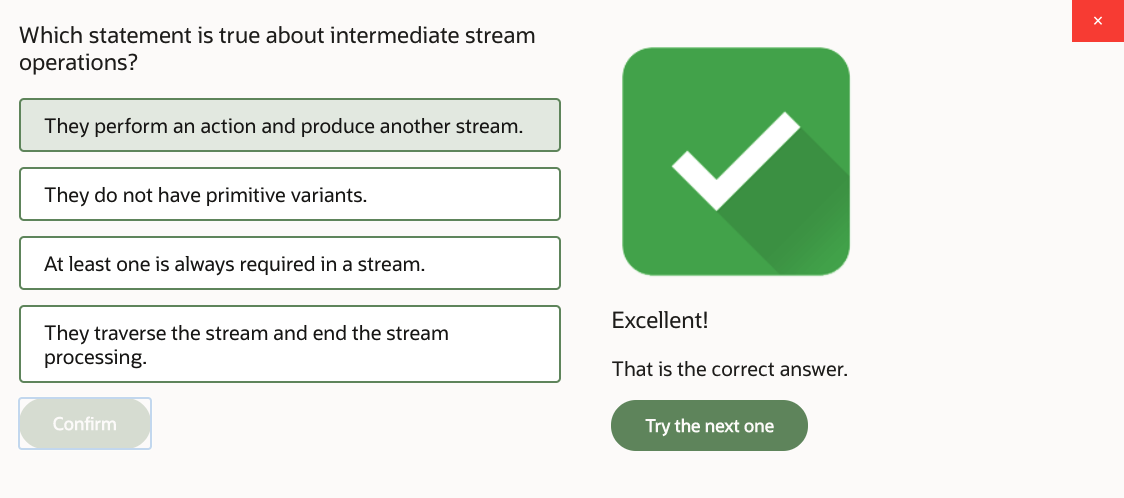 Which statement is true about intermediate stream
operations?
They perform an action and produce another stream.
They do not have primitive variants.
At least one is always required in a stream.
They traverse the stream and end the stream
processing.
Confirm
×
Excellent!
That is the correct answer.
Try the next one